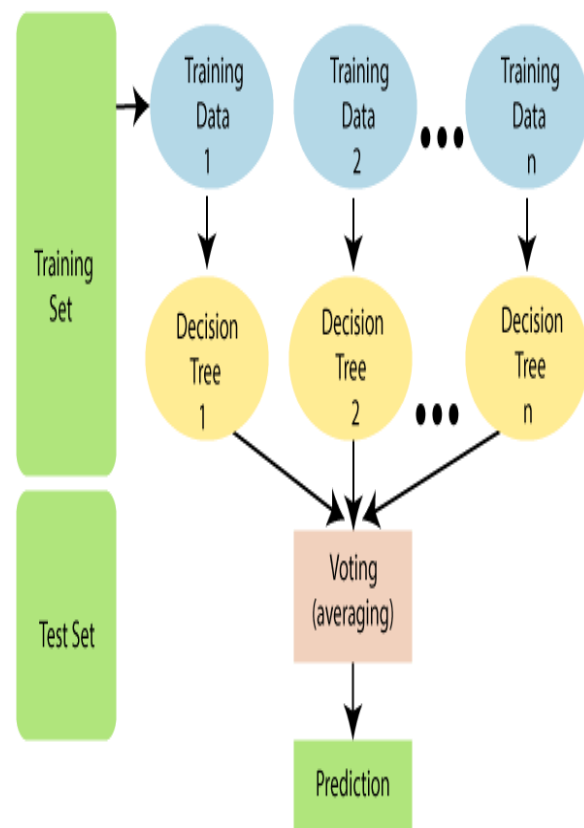 Training
Data
1
Training
Data
2
Training
Data
n
Training
Set
Decision
Tree
1
Decision
Tree
2
Decision
Tree
n
Test Set
Voting
(averaging)
Prediction